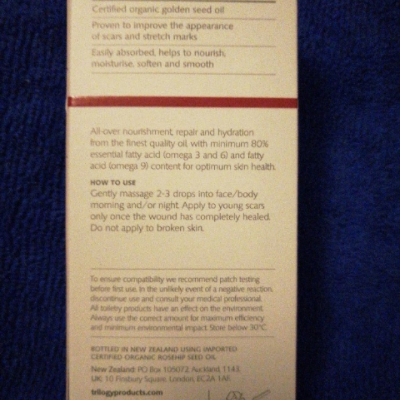 Certified organic golden seed oil
Proven to improve the appearance
of scars and stretch marks
Easily absorbed, helps to nourish,
moisturise, soften and smooth
All-over nourishment, repair and hydration
from the finest quality oil, with minimum 80%
essential fatty acid (omega 3 and 6) and fatty
acid (omega 9) content for optimum skin health.
HOW TO USE
Gently massage 2-3 drops into face/body
morning and/or night. Apply to young scars
only once the wound has completely healed.
Do not apply to broken skin.
To ensure compatibility we recommend patch testing
before first use. In the unlikely event of a negative reaction,
discontinue use and consult your medical professional.
All toiletry products have an effect on the environment.
Always use the correct amount for maximum efficiency
and minimum environmental impact. Store below 30°C.
BOTTLED IN NEW ZEALAND USING IMPORTED
CERTIFIED ORGANIC ROSEHIP SEED OIL
New Zealand: PO Box 109072 Auckland, 1143,
UK: 10 Finsbury Square, London, EC2A 1AF.
trilogyproducts.com